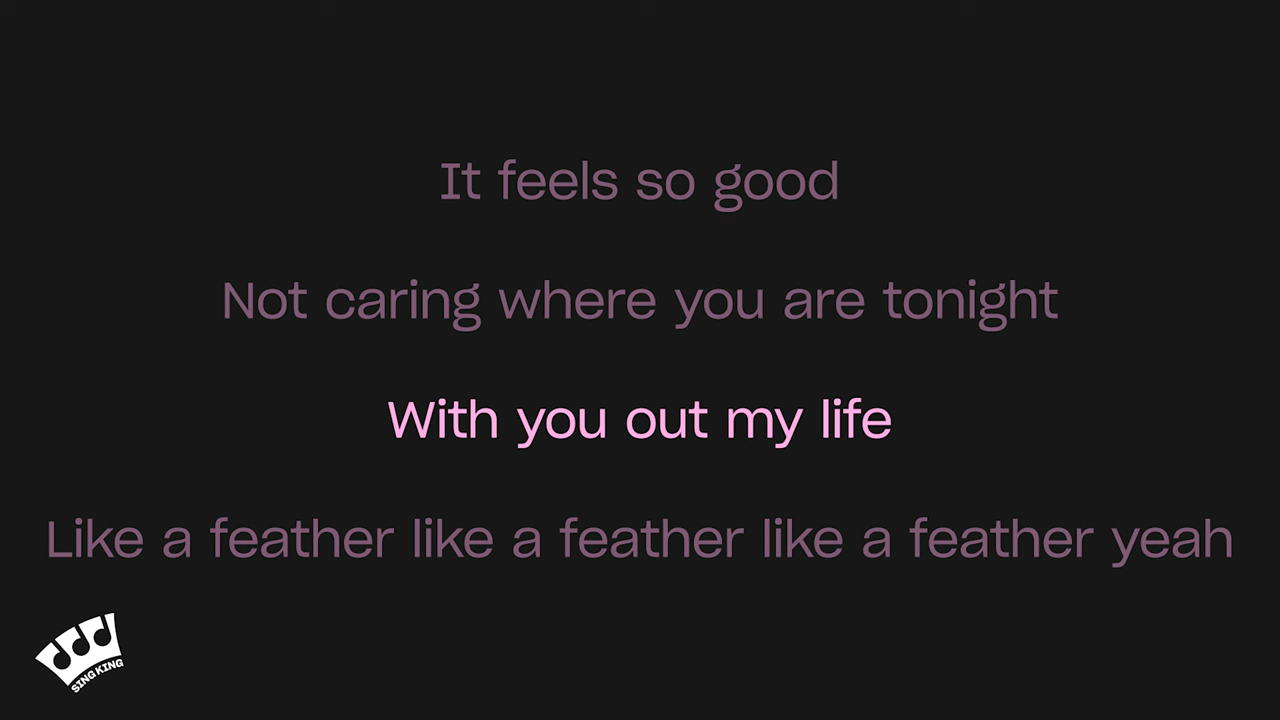 It feels so good
Not caring where you are tonight
With you out my life
Like a feather like a feather like a feather yeah
SING KING